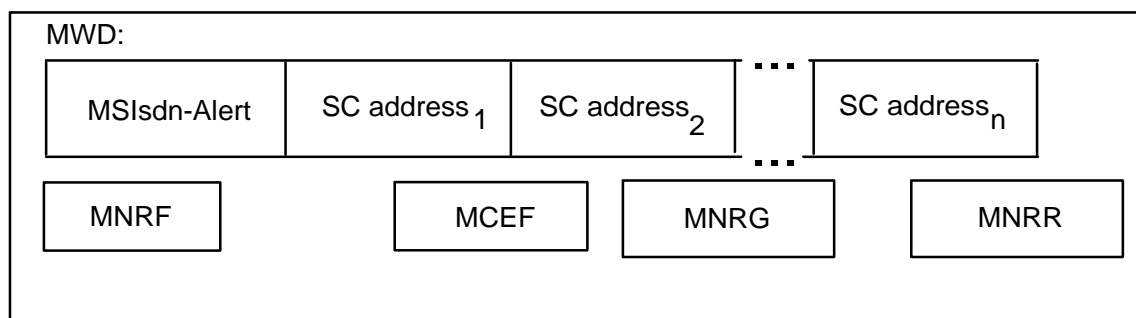 MWD:
MSIsdn-Alert SC address1 SC address2 ... SC addressn
...
MNRF MCEF MNRG MNRR